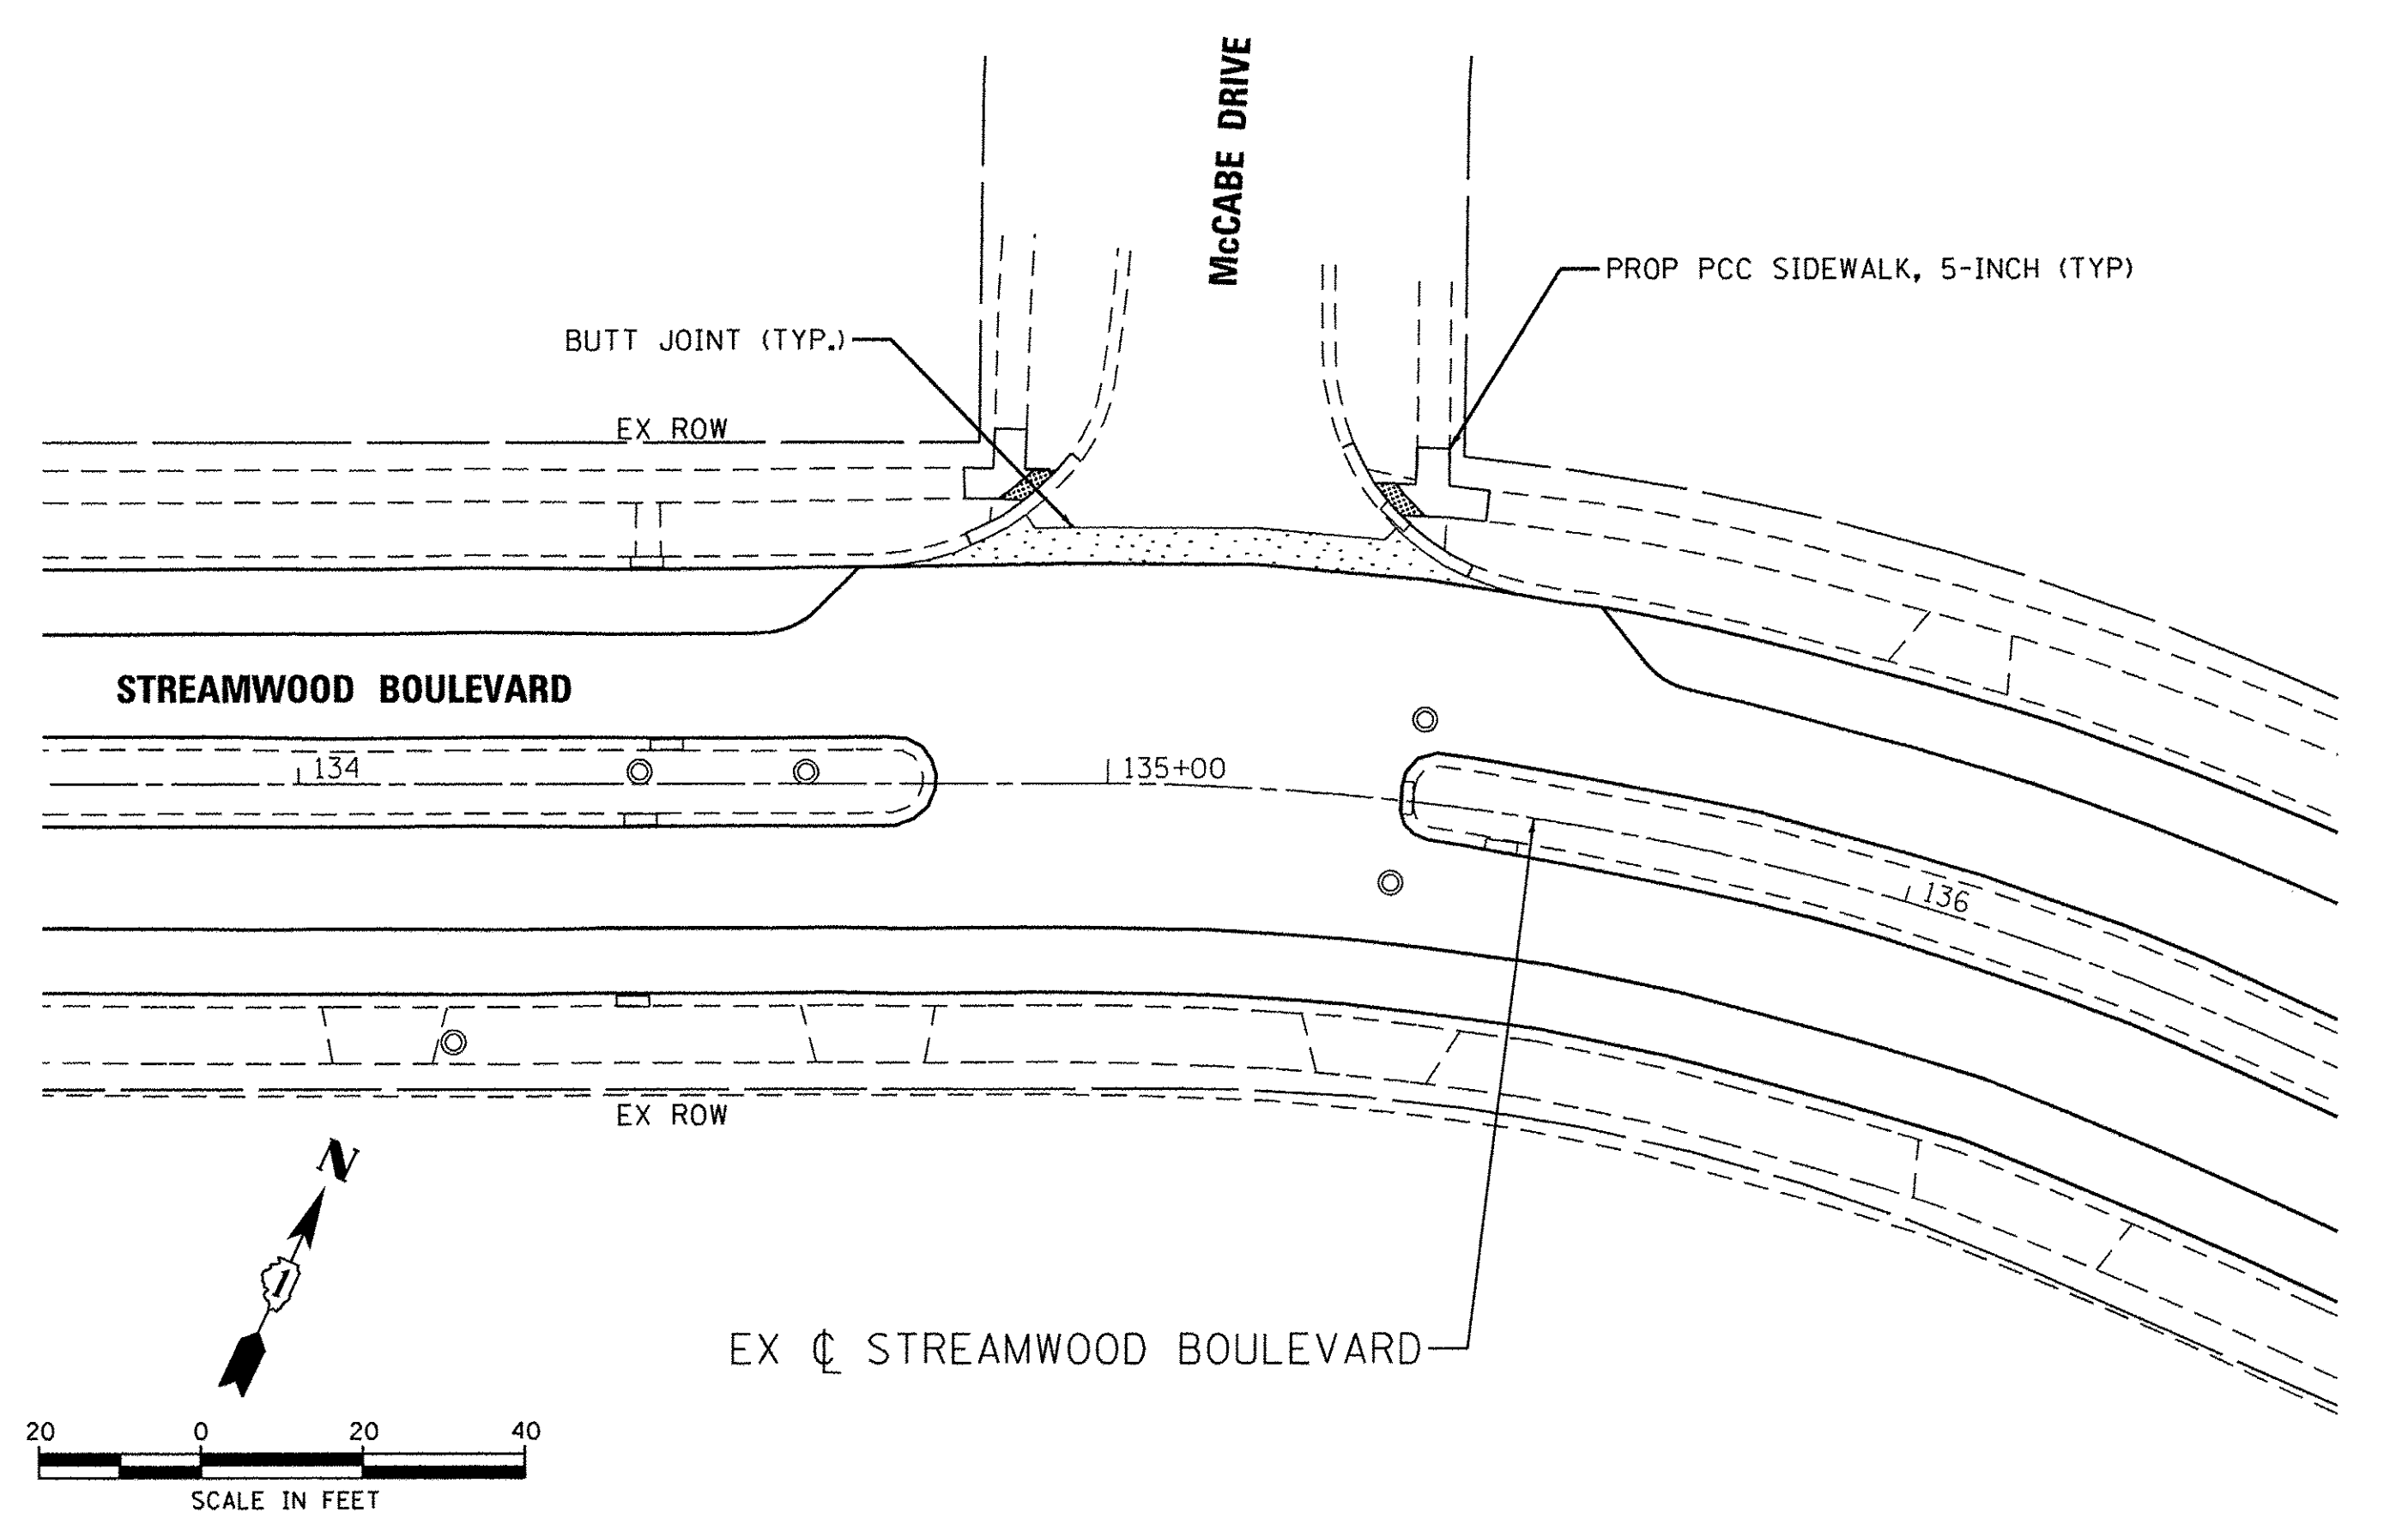 McCABE DRIVE
PROP PCC SIDEWALK, 5-INCH (TYP)
BUTT JOINT (TYP.)
EX ROW
STREAMWOOD BOULEVARD
134
135+00
136
EX ROW
N
1
EX ℄ STREAMWOOD BOULEVARD
20 0 20 40
SCALE IN FEET